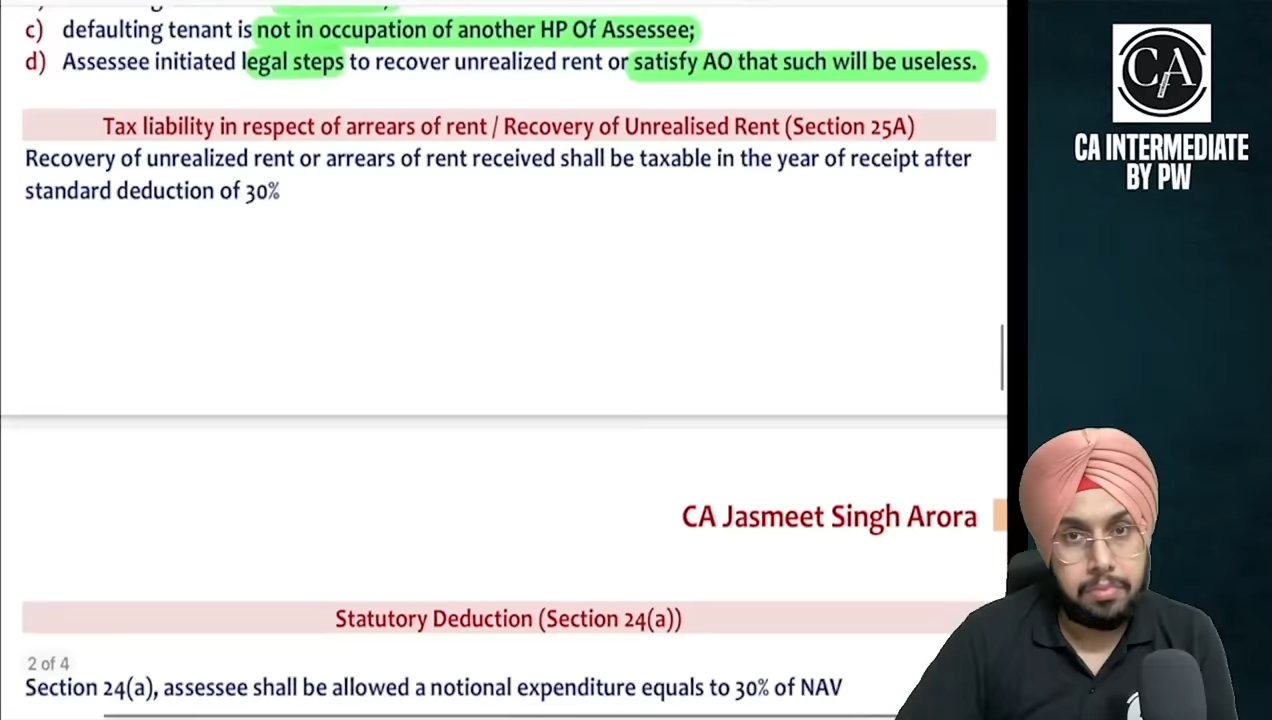 c) defaulting tenant is not in occupation of another HP Of Assessee;
d) Assessee initiated legal steps to recover unrealized rent or satisfy AO that such will be useless.
Tax liability in respect of arrears of rent / Recovery of Unrealised Rent (Section 25A)
Recovery of unrealized rent or arrears of rent received shall be taxable in the year of receipt after
standard deduction of 30%
CA Jasmeet Singh Arora
Statutory Deduction (Section 24(a))
2 of 4
Section 24(a), assessee shall be allowed a notional expenditure equals to 30% of NAV
CA
CA INTERMEDIATE
BY PW